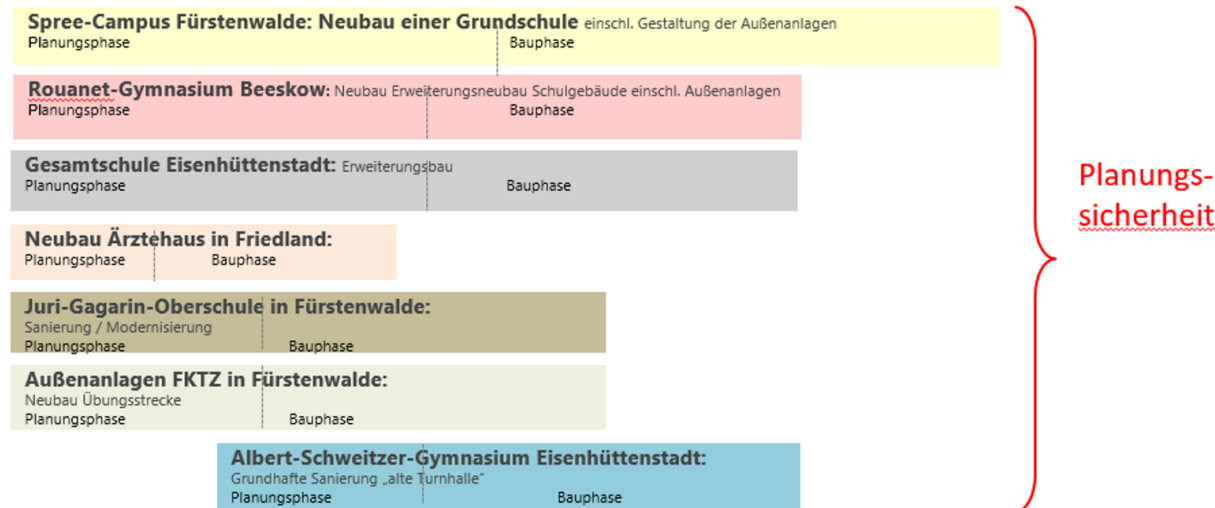 Spree-Campus Fürstenwalde: Neubau einer Grundschule einschl. Gestaltung der Außenanlagen
Planungsphase Bauphase
Rouanet-Gymnasium Beeskow: Neubau Erweiterungsneubau Schulgebäude einschl. Außenanlagen
Planungsphase Bauphase
Gesamtschule Eisenhüttenstadt: Erweiterungsbau
Planungsphase Bauphase
Neubau Ärztehaus in Friedland:
Planungsphase Bauphase
Juri-Gagarin-Oberschule in Fürstenwalde:
Sanierung / Modernisierung
Planungsphase Bauphase
Außenanlagen FKTZ in Fürstenwalde:
Neubau Übungsstrecke
Planungsphase Bauphase
Albert-Schweitzer-Gymnasium Eisenhüttenstadt:
Grundhafte Sanierung „alte Turnhalle“
Planungsphase Bauphase
Planungs-
sicherheit